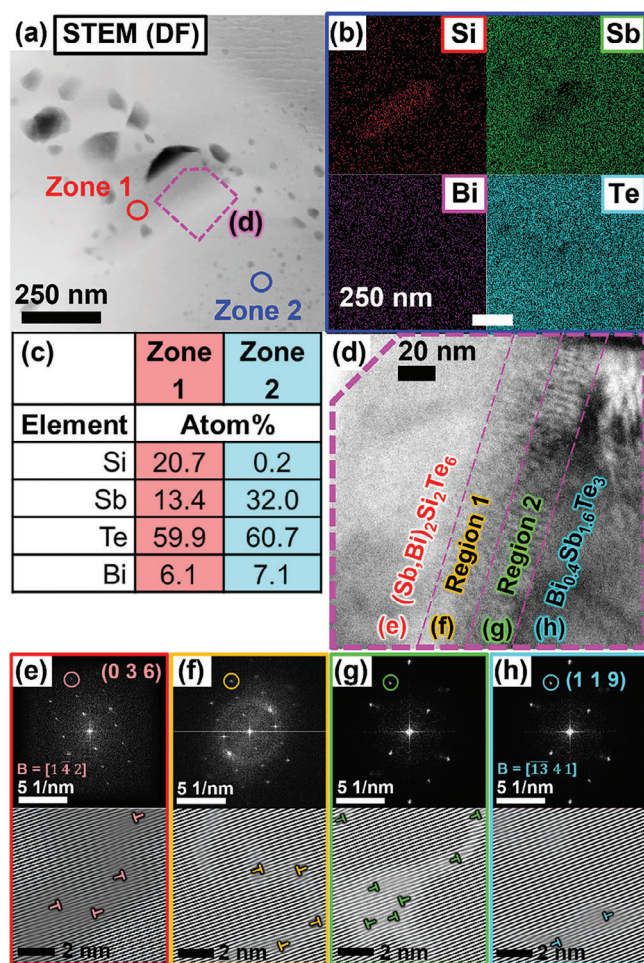 (a) STEM (DF)
Zone 1
(d)
Zone 2
250 nm
(b) Si Sb
Bi Te
250 nm
(c) Zone 1 Zone 2
Element Atom%
Si 20.7 0.2
Sb 13.4 32.0
Te 59.9 60.7
Bi 6.1 7.1
(d) 20 nm
(e) (Sb,Bi)₂Si₂Te₆
(f) Region 1
(g) Region 2
(h) Bi₀.₄Sb₁.₆Te₃
(e) (0 3 6)
B = [1 4̄ 2]
5 1/nm
2 nm
(f)
5 1/nm
2 nm
(g)
5 1/nm
2 nm
(h) (1 1 9)
B = [1̄3̄ 4 1]
5 1/nm
2 nm